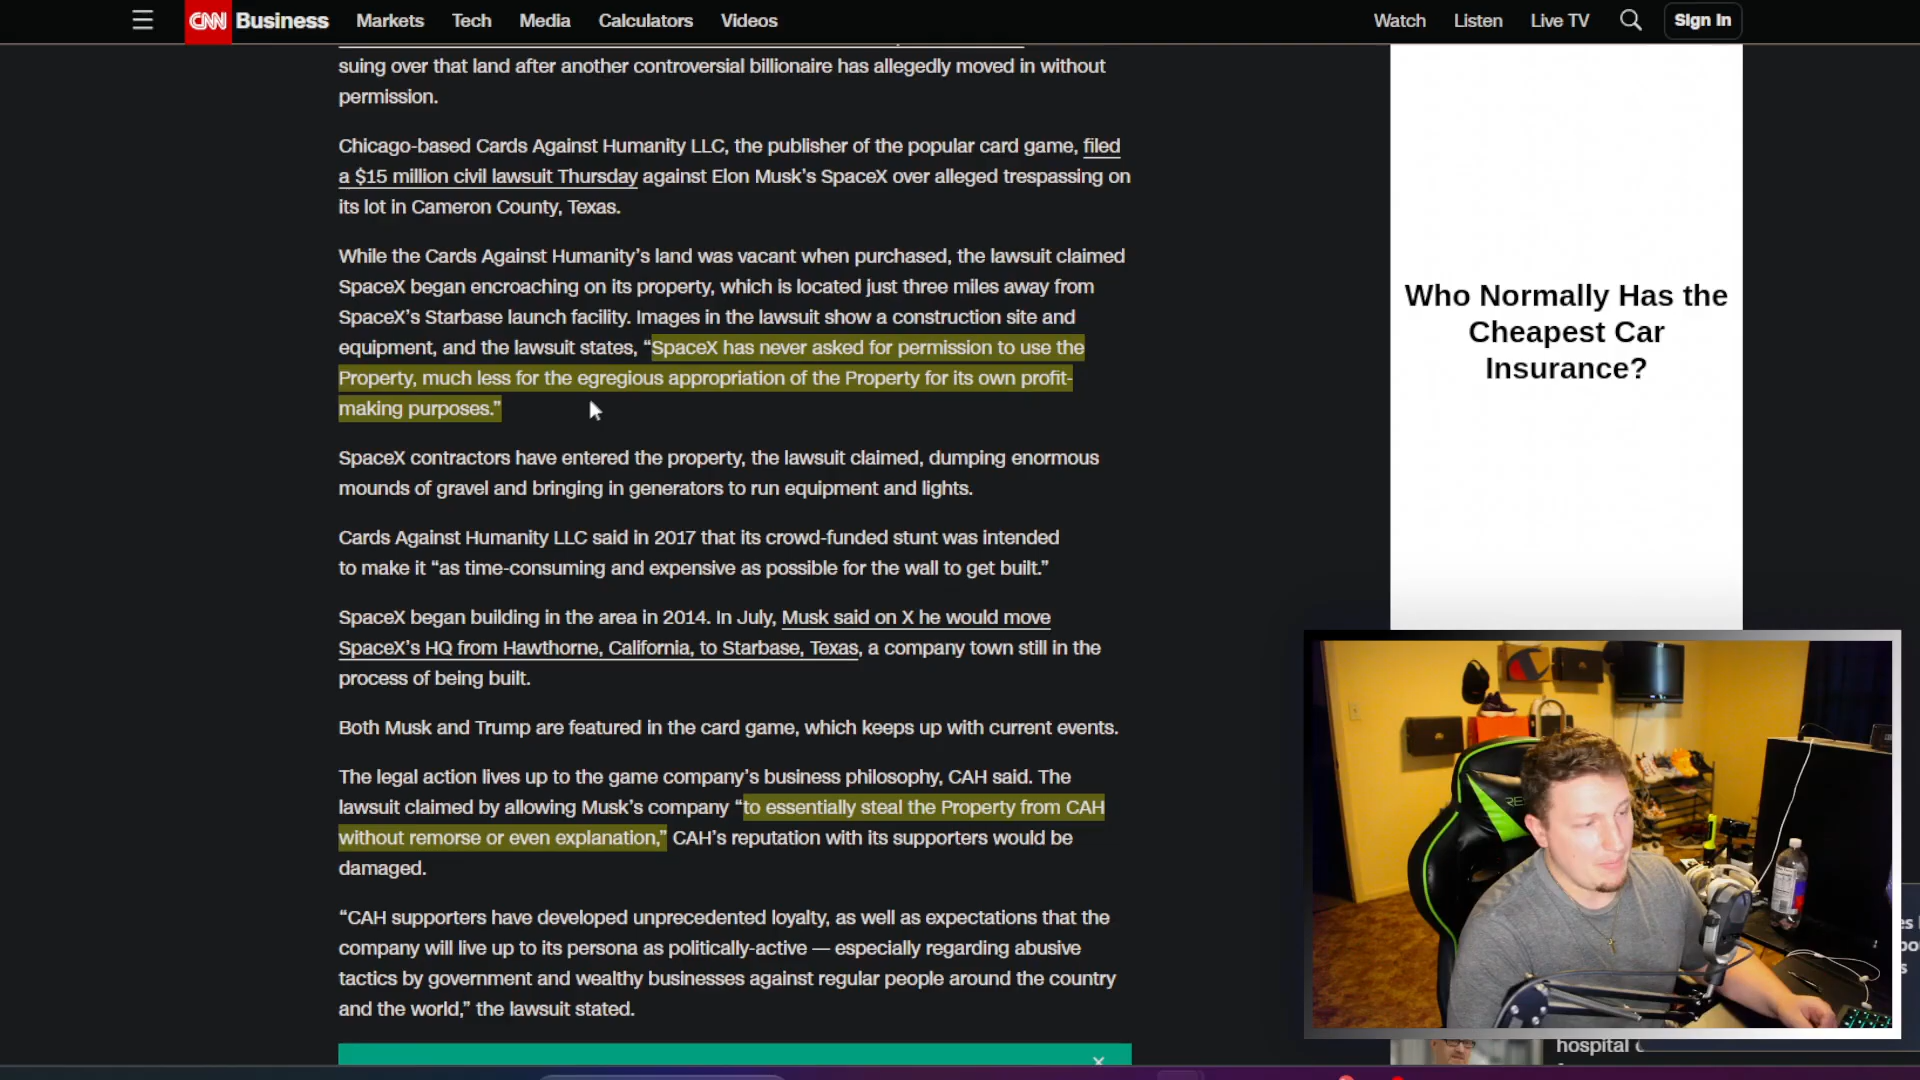 CNN Business Markets Tech Media Calculators Videos Watch Listen Live TV Sign In
suing over that land after another controversial billionaire has allegedly moved in without
permission.
Chicago-based Cards Against Humanity LLC, the publisher of the popular card game, filed
a $15 million civil lawsuit Thursday against Elon Musk’s SpaceX over alleged trespassing on
its lot in Cameron County, Texas.
While the Cards Against Humanity’s land was vacant when purchased, the lawsuit claimed
SpaceX began encroaching on its property, which is located just three miles away from
SpaceX’s Starbase launch facility. Images in the lawsuit show a construction site and
equipment, and the lawsuit states, “SpaceX has never asked for permission to use the
Property, much less for the egregious appropriation of the Property for its own profit-
making purposes.”
SpaceX contractors have entered the property, the lawsuit claimed, dumping enormous
mounds of gravel and bringing in generators to run equipment and lights.
Cards Against Humanity LLC said in 2017 that its crowd-funded stunt was intended
to make it “as time-consuming and expensive as possible for the wall to get built.”
SpaceX began building in the area in 2014. In July, Musk said on X he would move
SpaceX’s HQ from Hawthorne, California, to Starbase, Texas, a company town still in the
process of being built.
Both Musk and Trump are featured in the card game, which keeps up with current events.
The legal action lives up to the game company’s business philosophy, CAH said. The
lawsuit claimed by allowing Musk’s company “to essentially steal the Property from CAH
without remorse or even explanation,” CAH’s reputation with its supporters would be
damaged.
“CAH supporters have developed unprecedented loyalty, as well as expectations that the
company will live up to its persona as politically-active — especially regarding abusive
tactics by government and wealthy businesses against regular people around the country
and the world,” the lawsuit stated.
Who Normally Has the
Cheapest Car
Insurance?
hospital